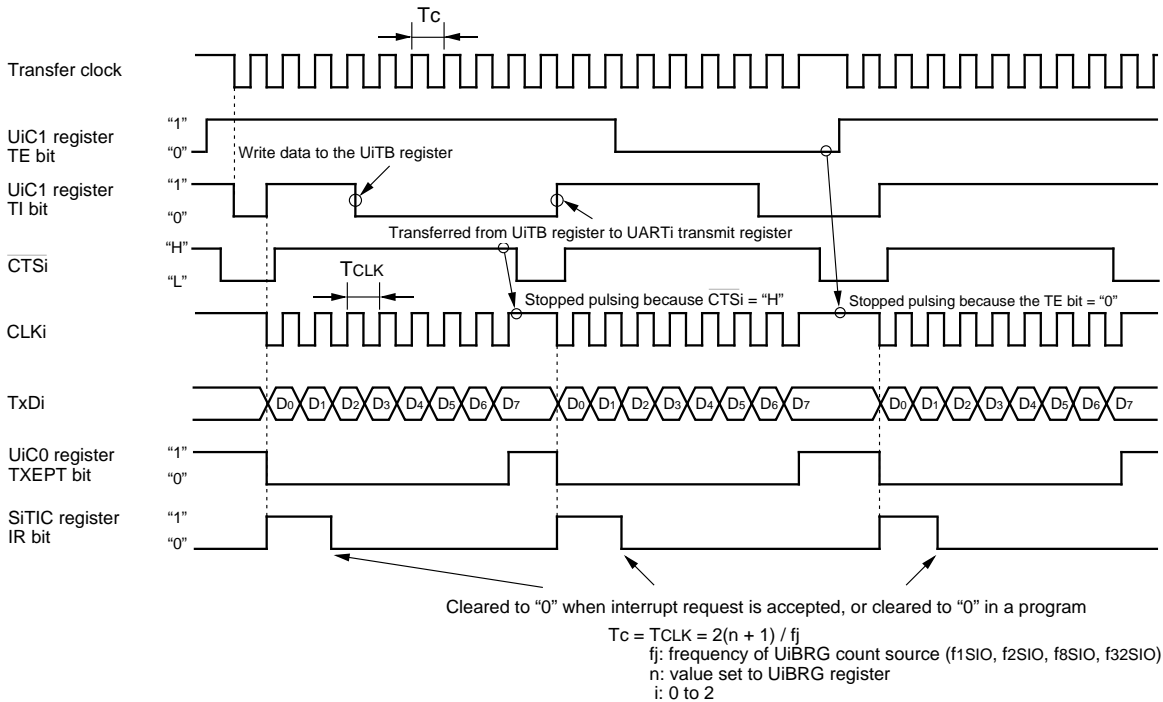 Tc
Transfer clock
UiC1 register
TE bit
“1”
“0”
Write data to the UiTB register
UiC1 register
TI bit
“1”
“0”
Transferred from UiTB register to UARTi transmit register
CTSi
“H”
“L”
TCLK
Stopped pulsing because CTSi = “H”
Stopped pulsing because the TE bit = “0”
CLKi
TxDi
D0 D1 D2 D3 D4 D5 D6 D7 D0 D1 D2 D3 D4 D5 D6 D7 D0 D1 D2 D3 D4 D5 D6 D7
UiC0 register
TXEPT bit
“1”
“0”
SiTIC register
IR bit
“1”
“0”
Cleared to “0” when interrupt request is accepted, or cleared to “0” in a program
Tc = TCLK = 2(n + 1) / fj
fj: frequency of UiBRG count source (f1SIO, f2SIO, f8SIO, f32SIO)
n: value set to UiBRG register
i: 0 to 2